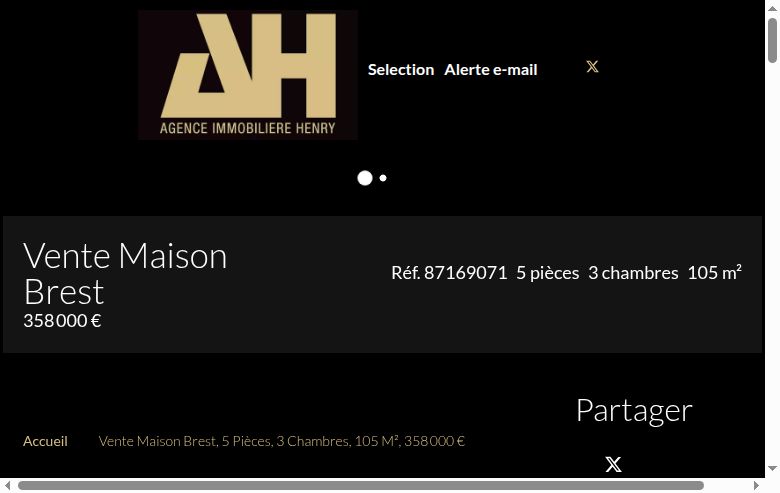 AH
AGENCE IMMOBILIERE HENRY
Selection Alerte e-mail
Vente Maison
Brest
358 000 €
Réf. 87169071 5 pièces 3 chambres 105 m²
Partager
Accueil Vente Maison Brest, 5 Pièces, 3 Chambres, 105 M², 358 000 €